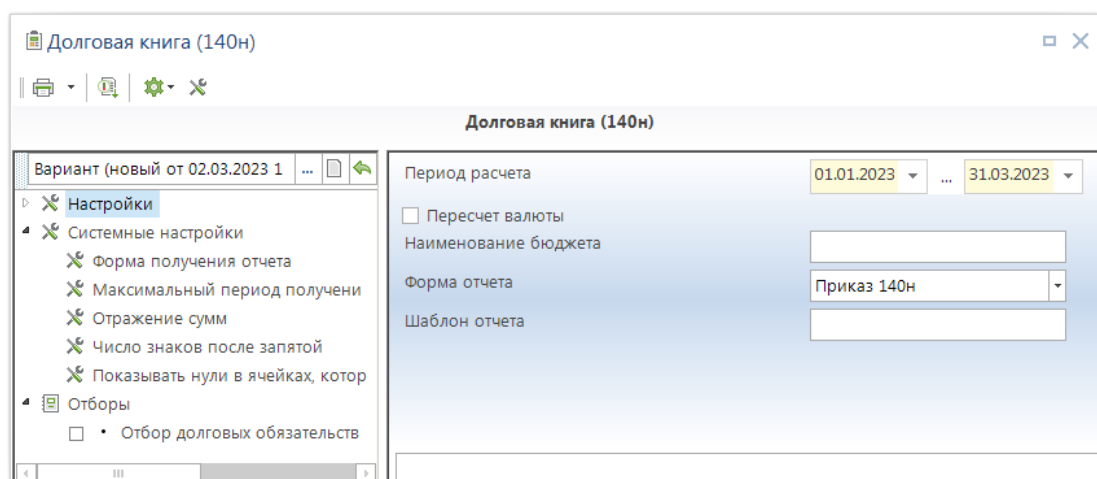 Долговая книга (140н)
Долговая книга (140н)
Вариант (новый от 02.03.2023 1 ...
Настройки
Системные настройки
Форма получения отчета
Максимальный период получени
Отражение сумм
Число знаков после запятой
Показывать нули в ячейках, котор
Отборы
• Отбор долговых обязательств
Период расчета 01.01.2023 ... 31.03.2023
Пересчет валюты
Наименование бюджета
Форма отчета Приказ 140н
Шаблон отчета